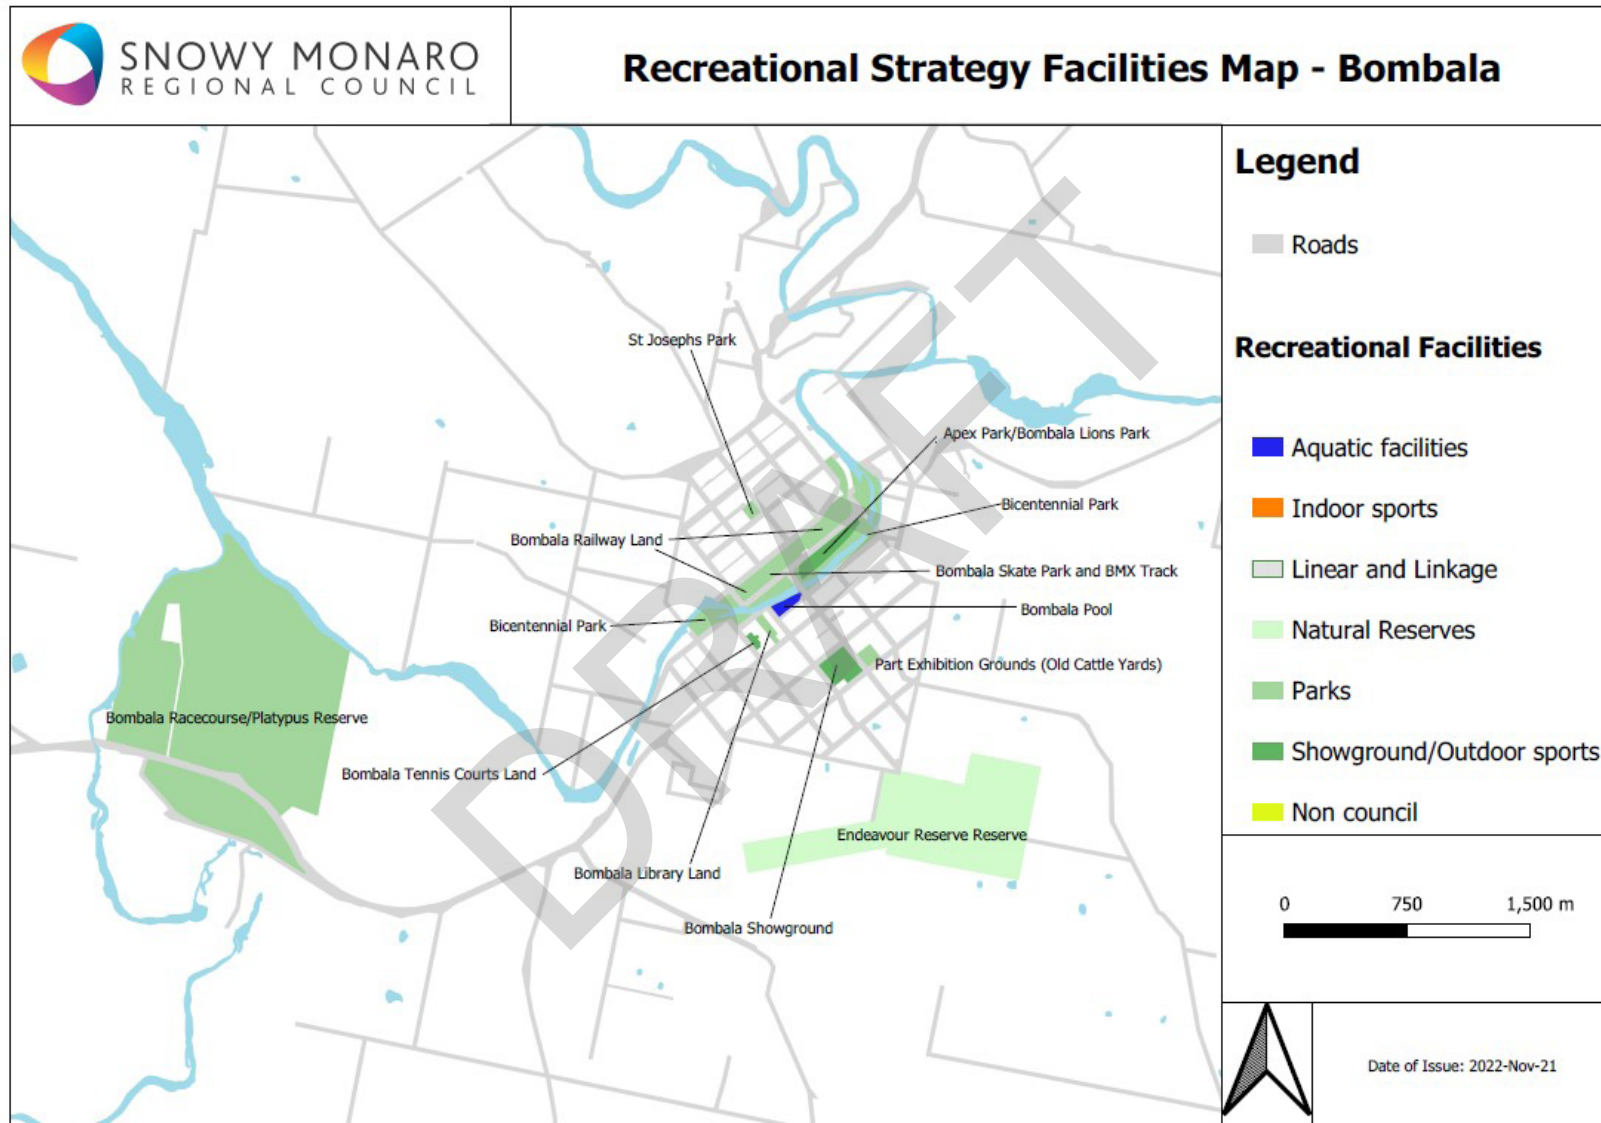 SNOWY MONARO
REGIONAL COUNCIL
Recreational Strategy Facilities Map - Bombala
St Josephs Park
Apex Park/Bombala Lions Park
Bicentennial Park
Bombala Railway Land
Bombala Skate Park and BMX Track
Bombala Pool
Bicentennial Park
Part Exhibition Grounds (Old Cattle Yards)
Bombala Racecourse/Platypus Reserve
Bombala Tennis Courts Land
Endeavour Reserve Reserve
Bombala Library Land
Bombala Showground
DRAFT
Legend
Roads
Recreational Facilities
Aquatic facilities
Indoor sports
Linear and Linkage
Natural Reserves
Parks
Showground/Outdoor sports
Non council
0 750 1,500 m
Date of Issue: 2022-Nov-21